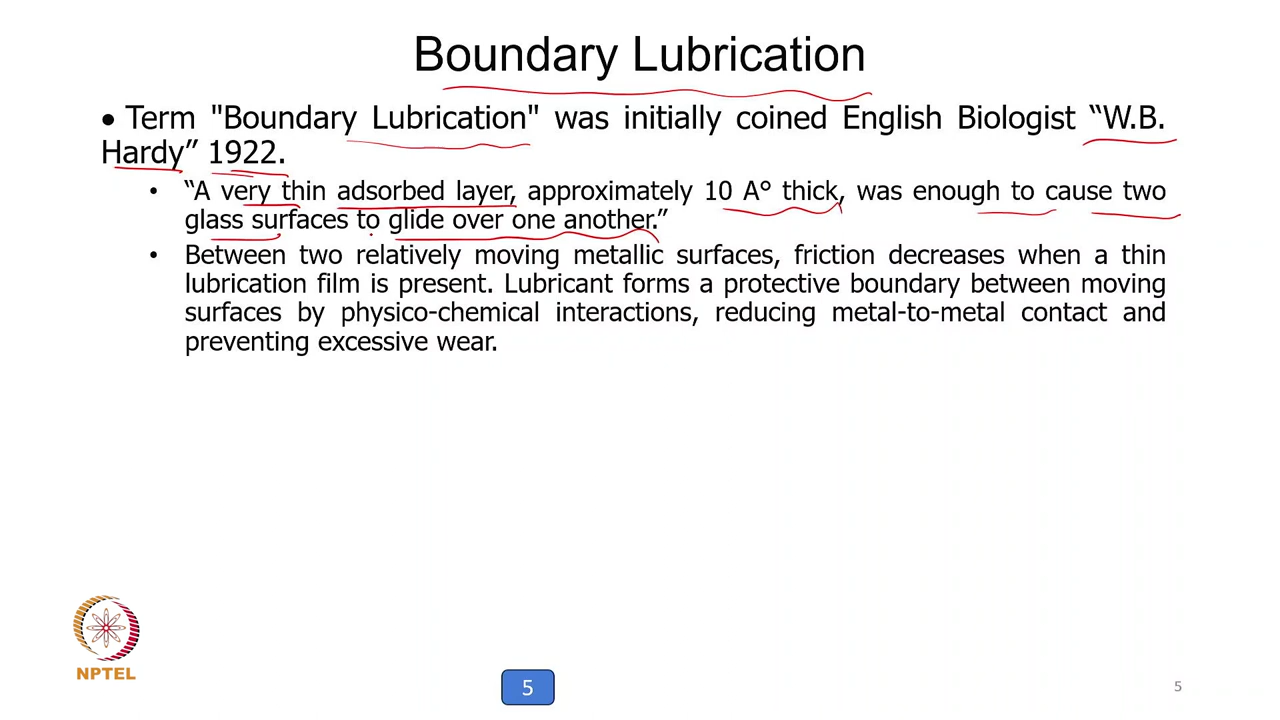 Boundary Lubrication
• Term "Boundary Lubrication" was initially coined English Biologist “W.B.
Hardy” 1922.
• “A very thin adsorbed layer, approximately 10 A° thick, was enough to cause two
glass surfaces to glide over one another.”
• Between two relatively moving metallic surfaces, friction decreases when a thin
lubrication film is present. Lubricant forms a protective boundary between moving
surfaces by physico-chemical interactions, reducing metal-to-metal contact and
preventing excessive wear.
NPTEL
5
5